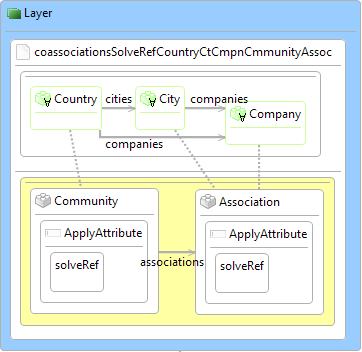 Layer
coassociationsSolveRefCountryCtCmpnCmmunityAssoc
Country cities City companies
Company
companies
Community Association
ApplyAttribute ApplyAttribute
solveRef associations solveRef